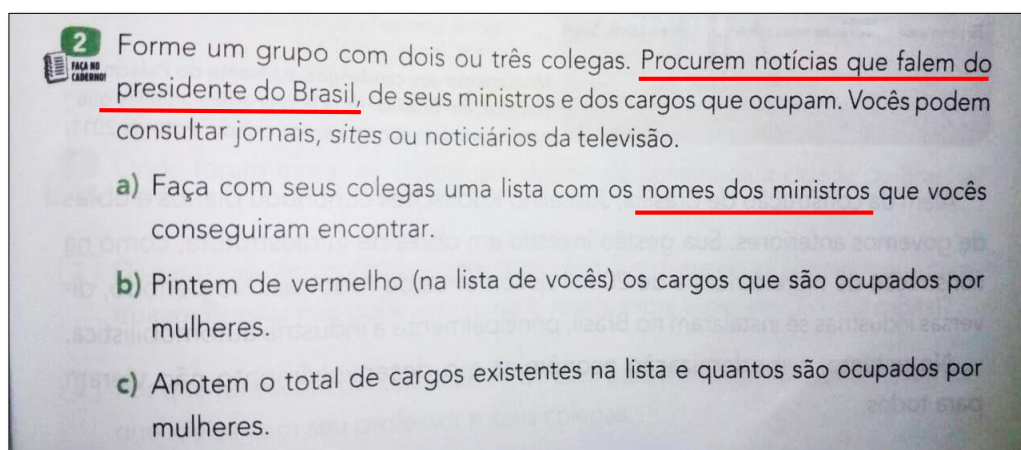 2 Forme um grupo com dois ou três colegas. Procurem notícias que falem do
FAÇA NO
CADERNO!
presidente do Brasil, de seus ministros e dos cargos que ocupam. Vocês podem
consultar jornais, sites ou noticiários da televisão.
a) Faça com seus colegas uma lista com os nomes dos ministros que vocês
conseguiram encontrar.
b) Pintem de vermelho (na lista de vocês) os cargos que são ocupados por
mulheres.
c) Anotem o total de cargos existentes na lista e quantos são ocupados por
mulheres.